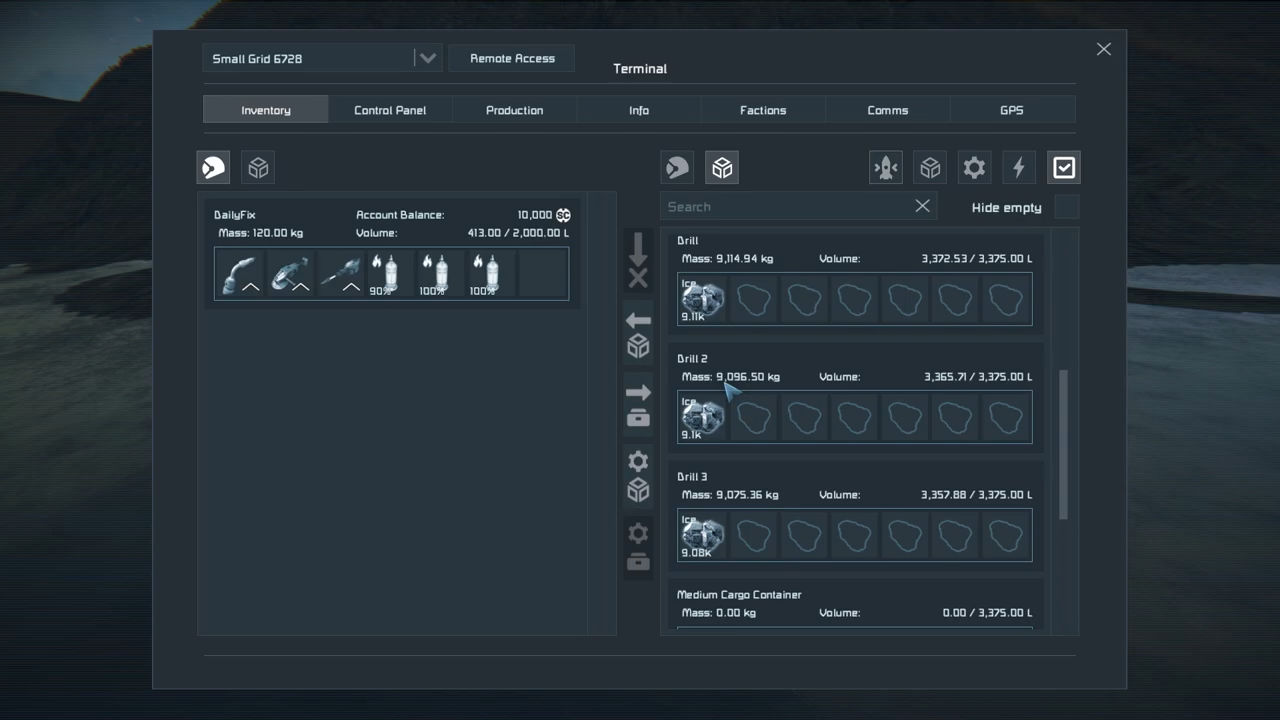 Small Grid 6728
Remote Access
Terminal
Inventory
Control Panel
Production
Info
Factions
Comms
GPS
Search
Hide empty
DailyFix
Account Balance:
10,000 SC
Mass: 120.00 kg
Volume:
413.00 / 2,000.00 L
90%
100%
100%
Drill
Mass: 9,114.94 kg
Volume:
3,372.53 / 3,375.00 L
Ice
9.11k
Drill 2
Mass: 9,096.50 kg
Volume:
3,365.71 / 3,375.00 L
Ice
9.1k
Drill 3
Mass: 9,075.36 kg
Volume:
3,357.88 / 3,375.00 L
Ice
9.08k
Medium Cargo Container
Mass: 0.00 kg
Volume:
0.00 / 3,375.00 L